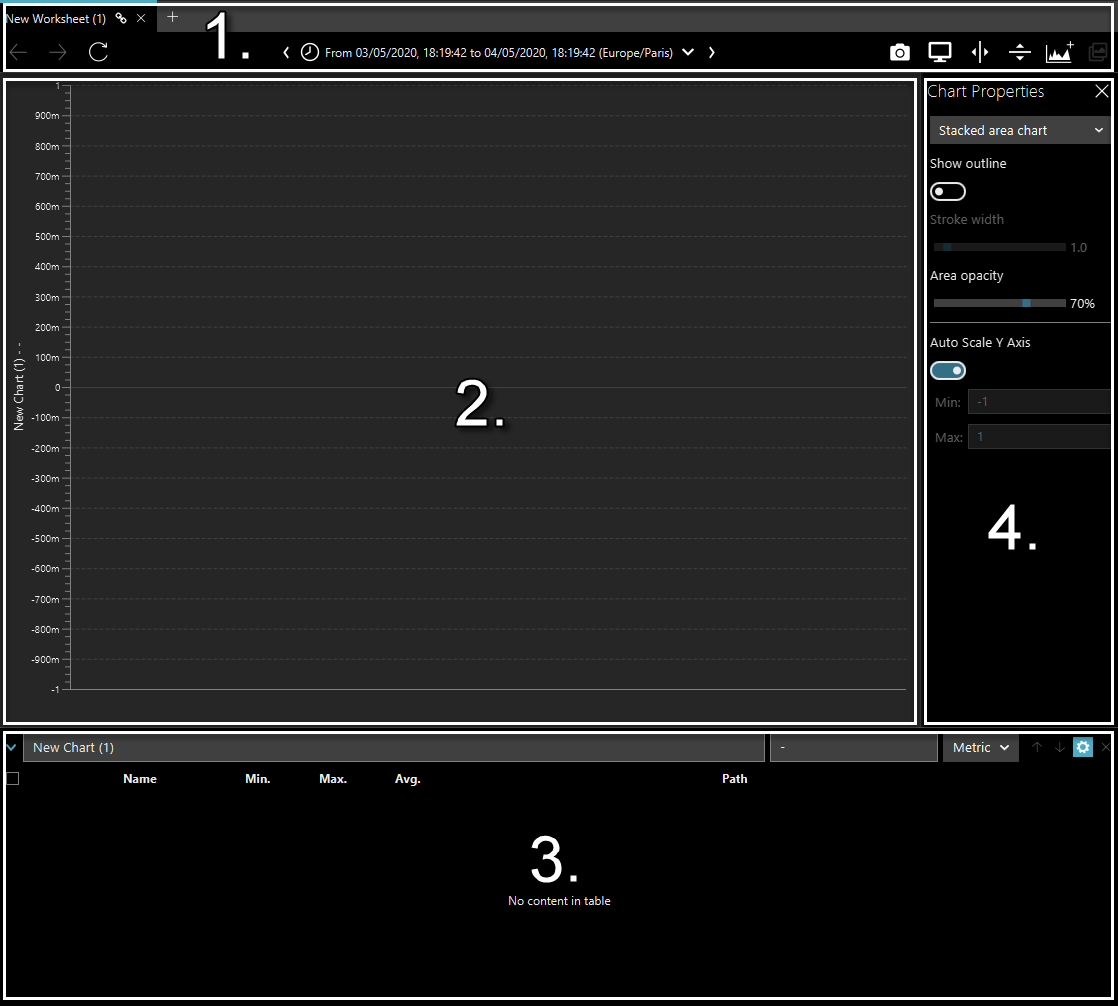 New Worksheet (1)
1.
From 03/05/2020, 18:19:42 to 04/05/2020, 18:19:42 (Europe/Paris)
1
900m
800m
700m
600m
500m
400m
300m
200m
100m
0
-100m
-200m
-300m
-400m
-500m
-600m
-700m
-800m
-900m
-1
New Chart (1) - -
2.
Chart Properties
Stacked area chart
Show outline
Stroke width
1.0
Area opacity
70%
Auto Scale Y Axis
Min: -1
Max: 1
4.
New Chart (1) - Metric
Name Min. Max. Avg. Path
3.
No content in table